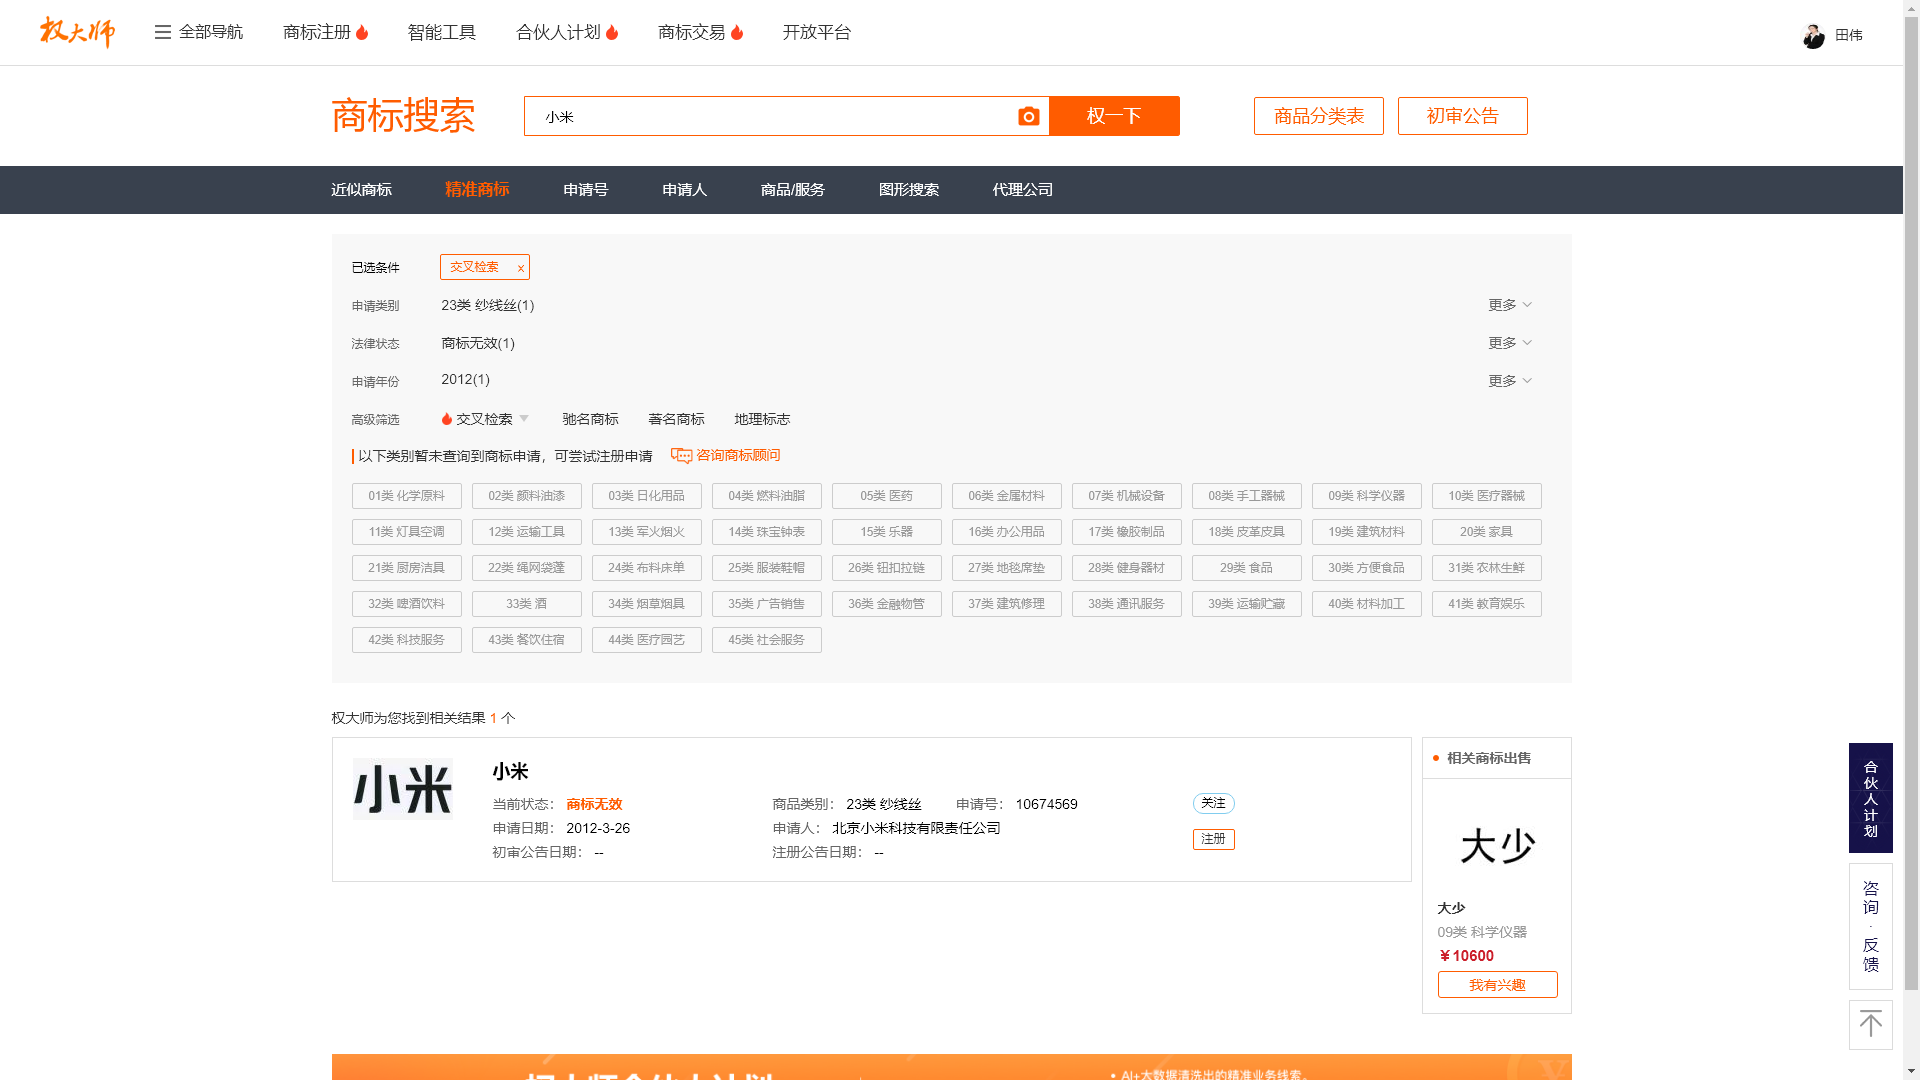 权大师 全部导航 商标注册 智能工具 合伙人计划 商标交易 开放平台 田伟
商标搜索 小米 权一下 商品分类表 初审公告
近似商标 精准商标 申请号 申请人 商品/服务 图形搜索 代理公司
已选条件 交叉检索 x
申请类别 23类 纱线丝(1) 更多
法律状态 商标无效(1) 更多
申请年份 2012(1) 更多
高级筛选 交叉检索 驰名商标 著名商标 地理标志
以下类别暂未查询到商标申请，可尝试注册申请 咨询商标顾问
01类 化学原料 02类 颜料油漆 03类 日化用品 04类 燃料油脂 05类 医药 06类 金属材料 07类 机械设备 08类 手工器械 09类 科学仪器 10类 医疗器械
11类 灯具空调 12类 运输工具 13类 军火烟火 14类 珠宝钟表 15类 乐器 16类 办公用品 17类 橡胶制品 18类 皮革皮具 19类 建筑材料 20类 家具
21类 厨房洁具 22类 绳网袋蓬 24类 布料床单 25类 服装鞋帽 26类 钮扣拉链 27类 地毯席垫 28类 健身器材 29类 食品 30类 方便食品 31类 农林生鲜
32类 啤酒饮料 33类 酒 34类 烟草烟具 35类 广告销售 36类 金融物管 37类 建筑修理 38类 通讯服务 39类 运输贮藏 40类 材料加工 41类 教育娱乐
42类 科技服务 43类 餐饮住宿 44类 医疗园艺 45类 社会服务
权大师为您找到相关结果 1 个
小米
小米
当前状态： 商标无效 商品类别： 23类 纱线丝 申请号： 10674569 关注
申请日期： 2012-3-26 申请人： 北京小米科技有限责任公司
注册
初审公告日期： -- 注册公告日期： --
相关商标出售
大少
大少
09类 科学仪器
￥10600
我有兴趣
合伙人计划
咨询·反馈
权大师合伙人计划
• AI+大数据清洗出的精准业务线索。